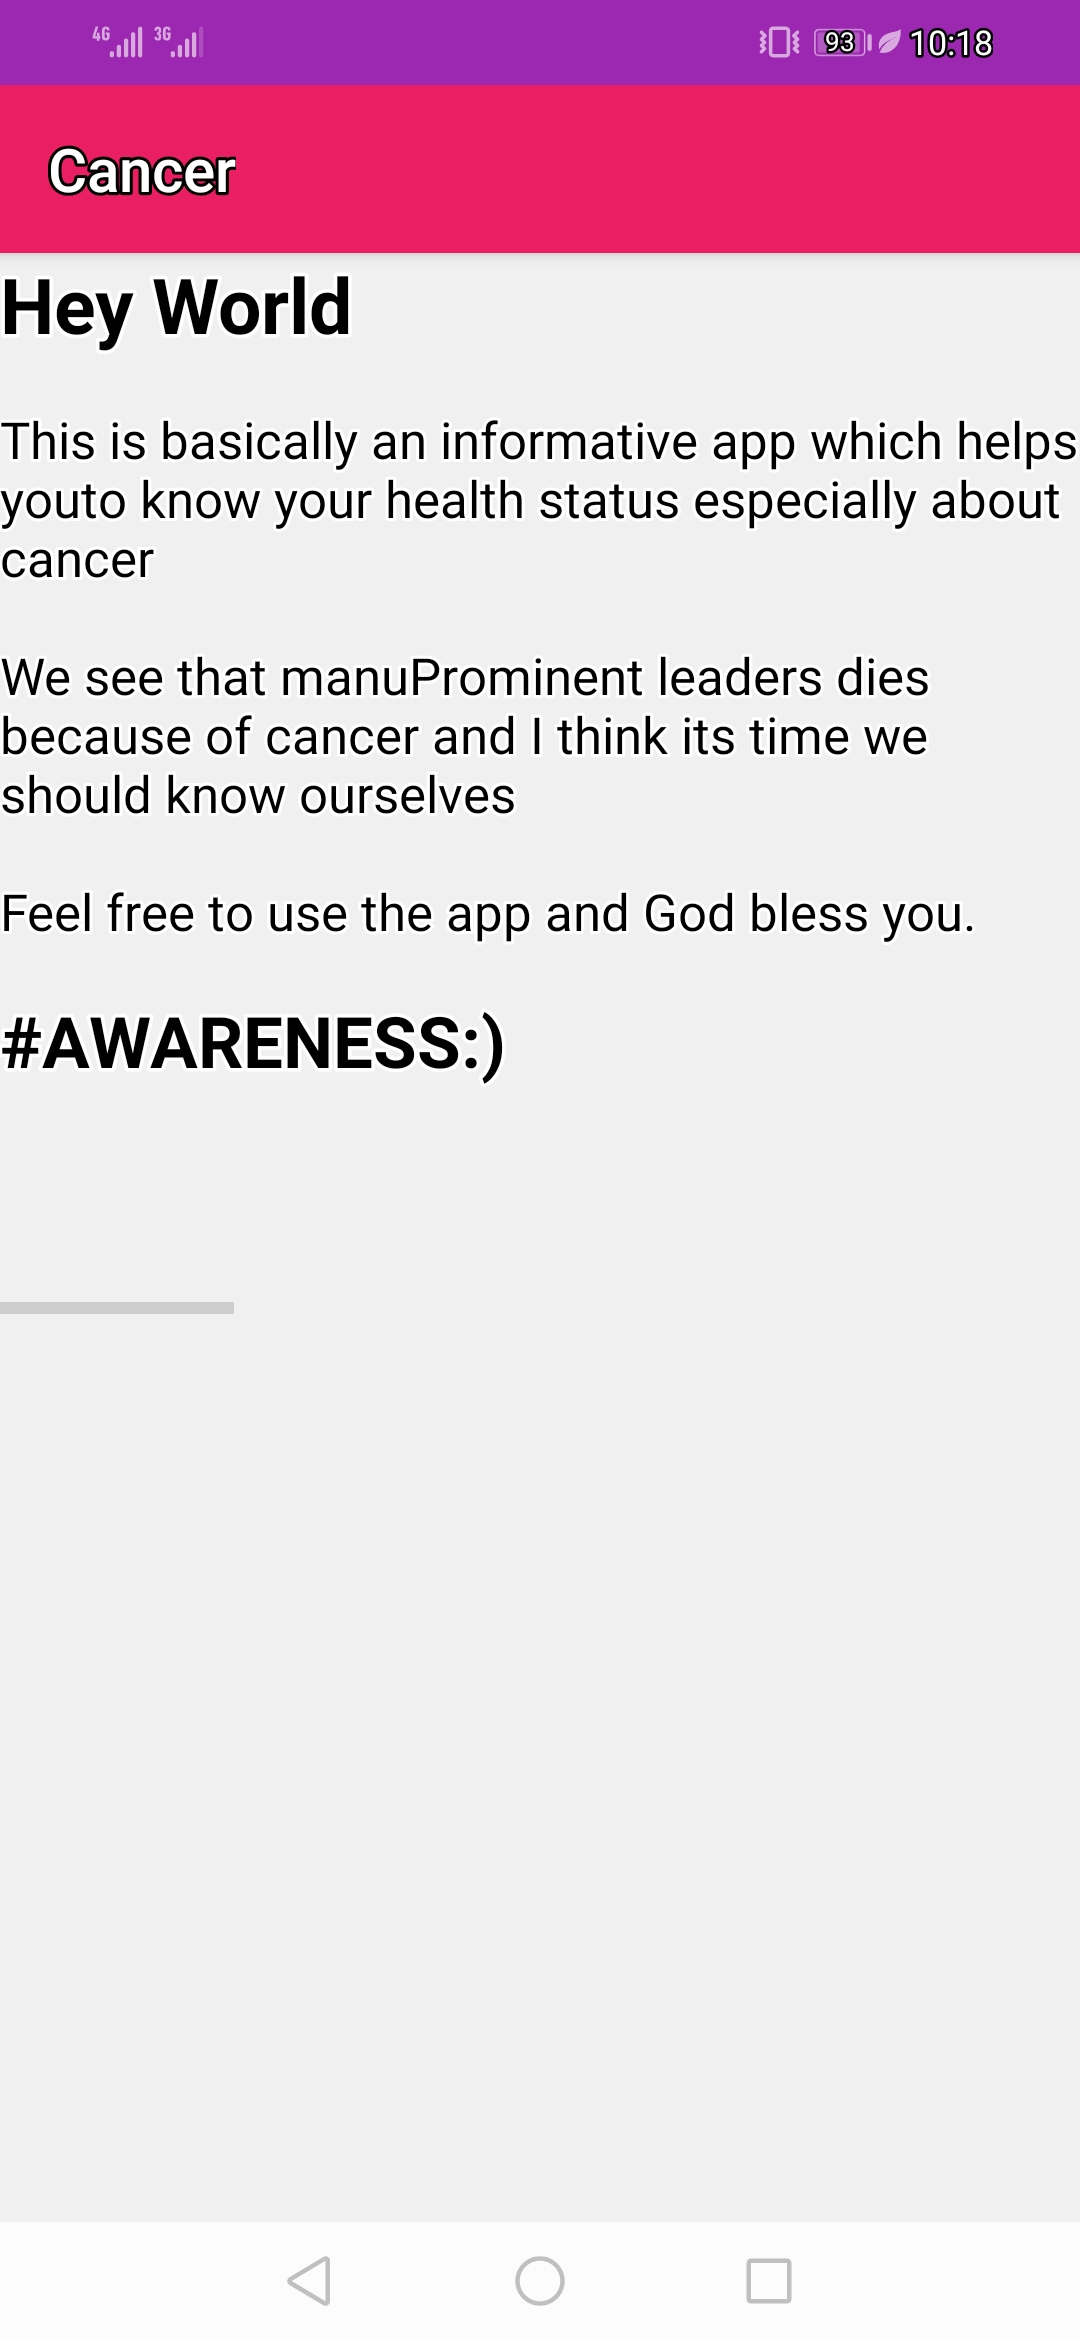 4G 3G 93 10:18
Cancer
Hey World
This is basically an informative app which helps
youto know your health status especially about
cancer
We see that manuProminent leaders dies
because of cancer and I think its time we
should know ourselves
Feel free to use the app and God bless you.
#AWARENESS:)